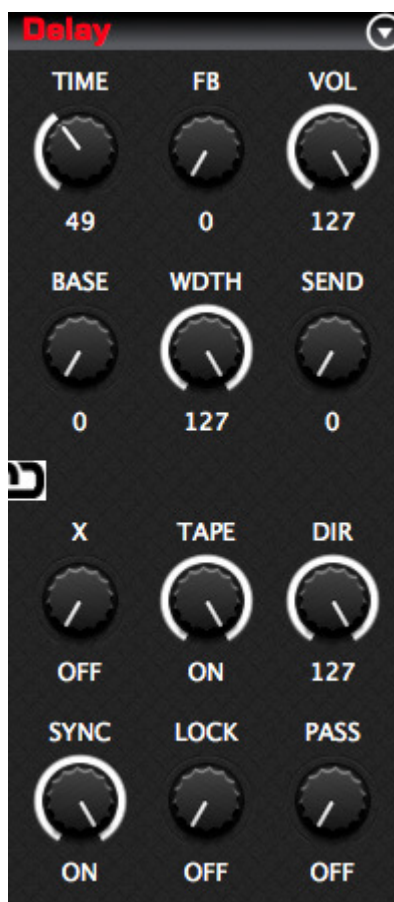 Delay
TIME FB VOL
49 0 127
BASE WDTH SEND
0 127 0
X TAPE DIR
OFF ON 127
SYNC LOCK PASS
ON OFF OFF